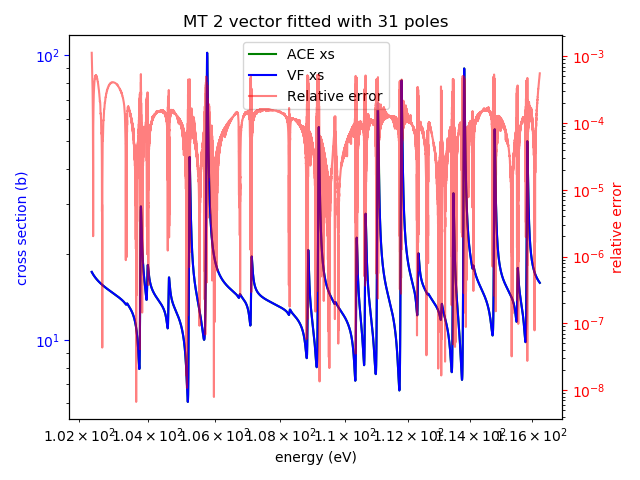 MT 2 vector fitted with 31 poles
ACE xs
VF xs
Relative error
cross section (b)
10²
10¹
relative error
10⁻³
10⁻⁴
10⁻⁵
10⁻⁶
10⁻⁷
10⁻⁸
1.02 × 10² 1.04 × 10² 1.06 × 10² 1.08 × 10² 1.1 × 10² 1.12 × 10² 1.14 × 10² 1.16 × 10²
energy (eV)